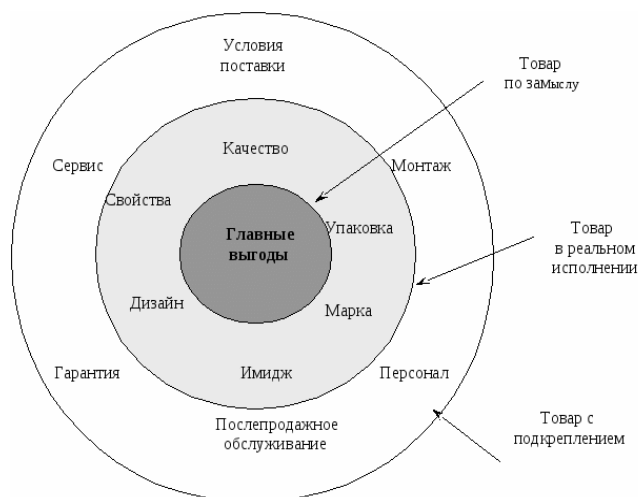 Условия
поставки
Товар
по замыслу
Качество
Сервис
Монтаж
Свойства
Упаковка
Главные
выгоды
Товар
в реальном
исполнении
Дизайн
Марка
Гарантия
Имидж
Персонал
Послепродажное
обслуживание
Товар с
подкреплением